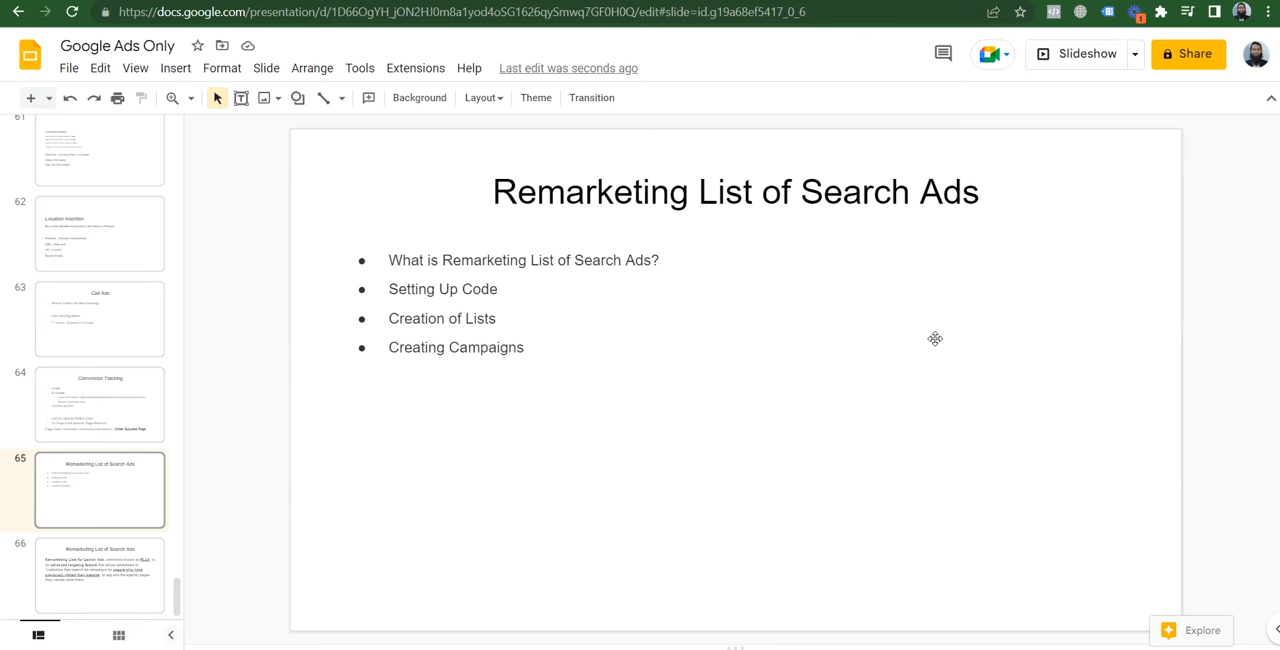 https://docs.google.com/presentation/d/1D66OgYH_jON2HJ0m8a1yod4oSG1626qySmwq7GF0H0Q/edit#slide=id.g19a68ef5417_0_6
1
Google Ads Only
File Edit View Insert Format Slide Arrange Tools Extensions Help Last edit was seconds ago
Slideshow
Share
Background Layout Theme Transition
61
62
Location Insertion
63
Call Ads
64
Conversion Tracking
65
Remarketing List of Search Ads
66
Remarketing List of Search Ads
Remarketing List of Search Ads
What is Remarketing List of Search Ads?
Setting Up Code
Creation of Lists
Creating Campaigns
Explore